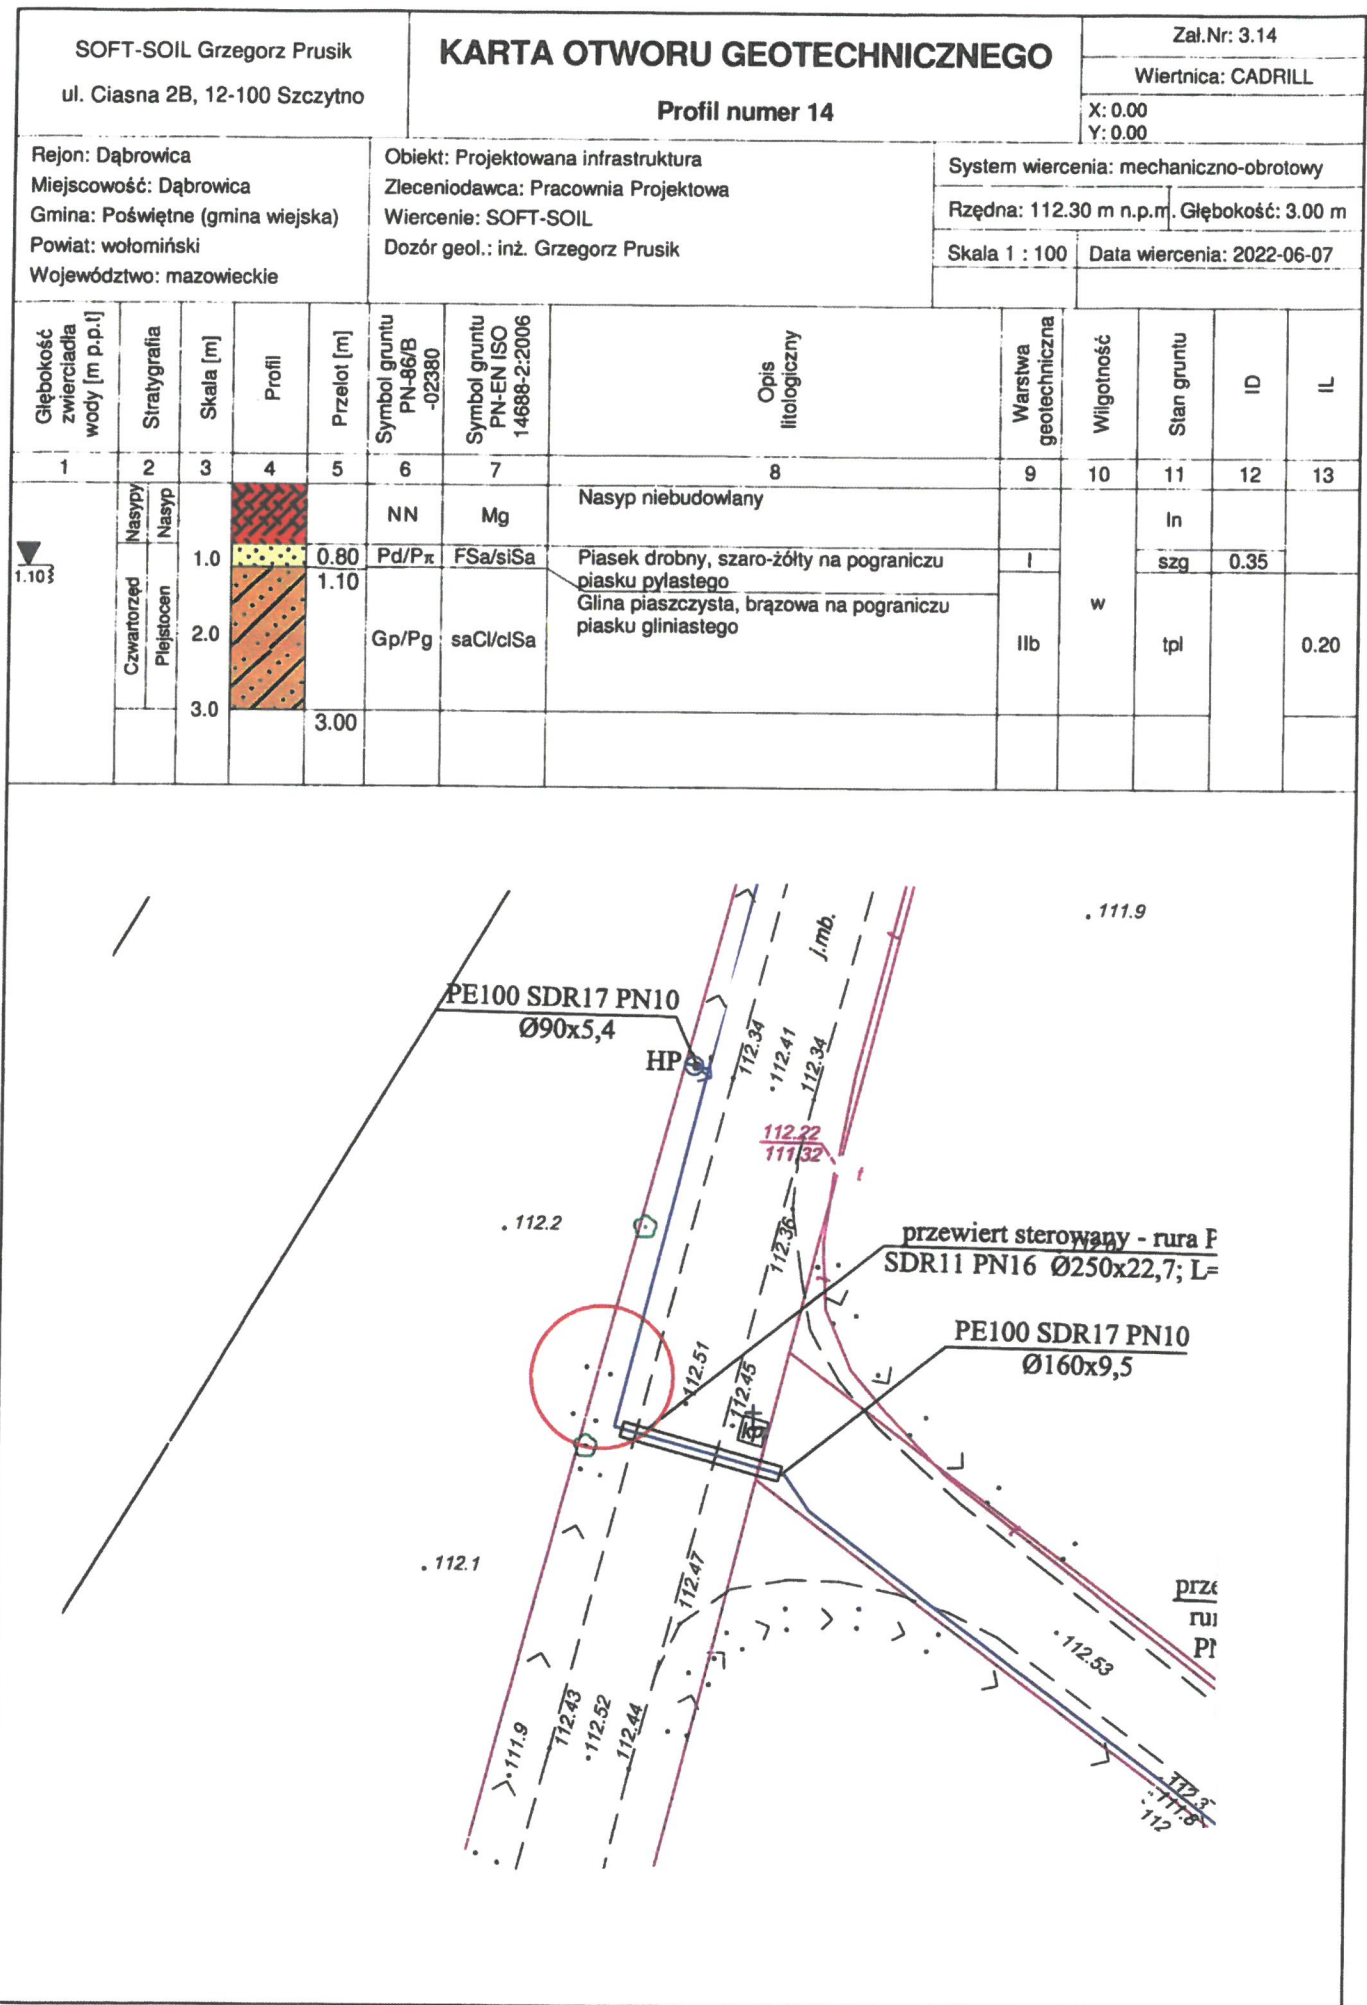 SOFT-SOIL Grzegorz Prusik
ul. Ciasna 2B, 12-100 Szczytno
KARTA OTWORU GEOTECHNICZNEGO
Profil numer 14
Zał.Nr: 3.14
Wiertnica: CADRILL
X: 0.00
Y: 0.00
Rejon: Dąbrowica
Miejscowość: Dąbrowica
Gmina: Poświętne (gmina wiejska)
Powiat: wołomiński
Województwo: mazowieckie
Obiekt: Projektowana infrastruktura
Zleceniodawca: Pracownia Projektowa
Wiercenie: SOFT-SOIL
Dozór geol.: inż. Grzegorz Prusik
System wiercenia: mechaniczno-obrotowy
Rzędna: 112.30 m n.p.m. Głębokość: 3.00 m
Skala 1 : 100 Data wiercenia: 2022-06-07
Głębokość
zwierciadła
wody [m p.p.t]
Stratygrafia
Skala [m]
Profil
Przelot [m]
Symbol gruntu
PN-86/B
-02380
Symbol gruntu
PN-EN ISO
14688-2:2006
Opis
litologiczny
Warstwa
geotechniczna
Wilgotność
Stan gruntu
ID
IL
1 2 3 4 5 6 7 8 9 10 11 12 13
Nasypy
Nasyp
NN Mg Nasyp niebudowlany ln
1.10
1.0 0.80 Pd/Pπ FSa/siSa Piasek drobny, szaro-żółty na pograniczu
piasku pylastego
I szg 0.35
1.10
Czwartorzęd
Plejstocen
2.0
Gp/Pg saCl/clSa Glina piaszczysta, brązowa na pograniczu
piasku gliniastego
IIb w tpl 0.20
3.0
3.00
111.9
j.mb.
t
PE100 SDR17 PN10
Ø90x5,4
HP
112.34
112.41
112.34
112.22
111.32
t
112.2
112.36
przewiert sterowany - rura P
SDR11 PN16 Ø250x22,7; L=
t
PE100 SDR17 PN10
Ø160x9,5
112.51
112.45
kp
112.1
112.47
t
prze
rur
PN
112.53
111.9
112.43
112.52
112.44
112.3
111.8
112